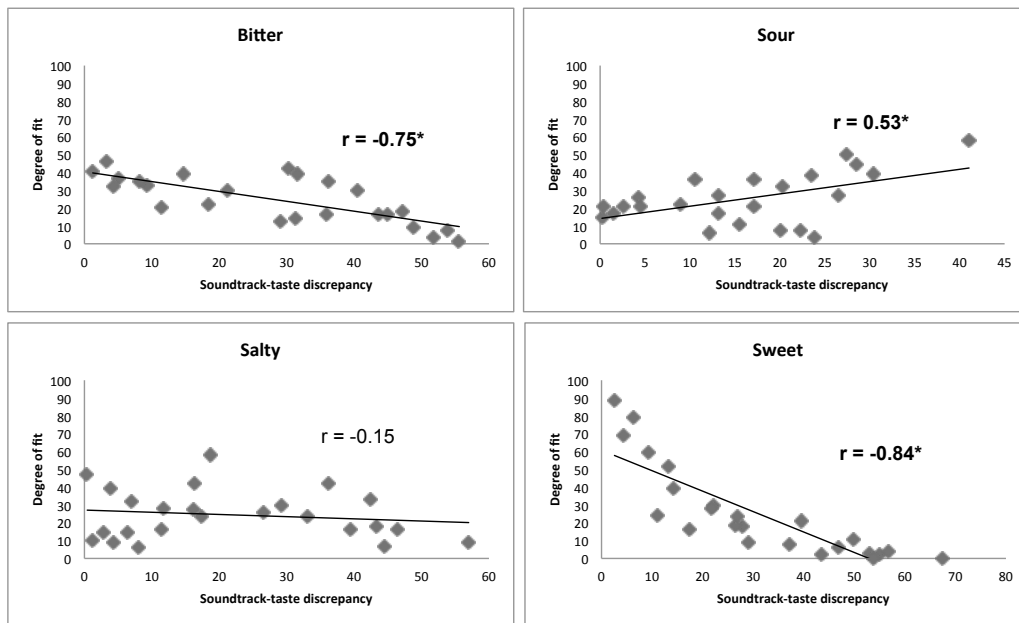 Bitter
Degree of fit
100
90
80
70
60
50
40
30
20
10
0
r = -0.75*
0 10 20 30 40 50 60
Soundtrack-taste discrepancy
Sour
Degree of fit
100
90
80
70
60
50
40
30
20
10
0
r = 0.53*
0 5 10 15 20 25 30 35 40 45
Soundtrack-taste discrepancy
Salty
Degree of fit
100
90
80
70
60
50
40
30
20
10
0
r = -0.15
0 10 20 30 40 50 60
Soundtrack-taste discrepancy
Sweet
Degree of fit
100
90
80
70
60
50
40
30
20
10
0
r = -0.84*
0 10 20 30 40 50 60 70 80
Soundtrack-taste discrepancy